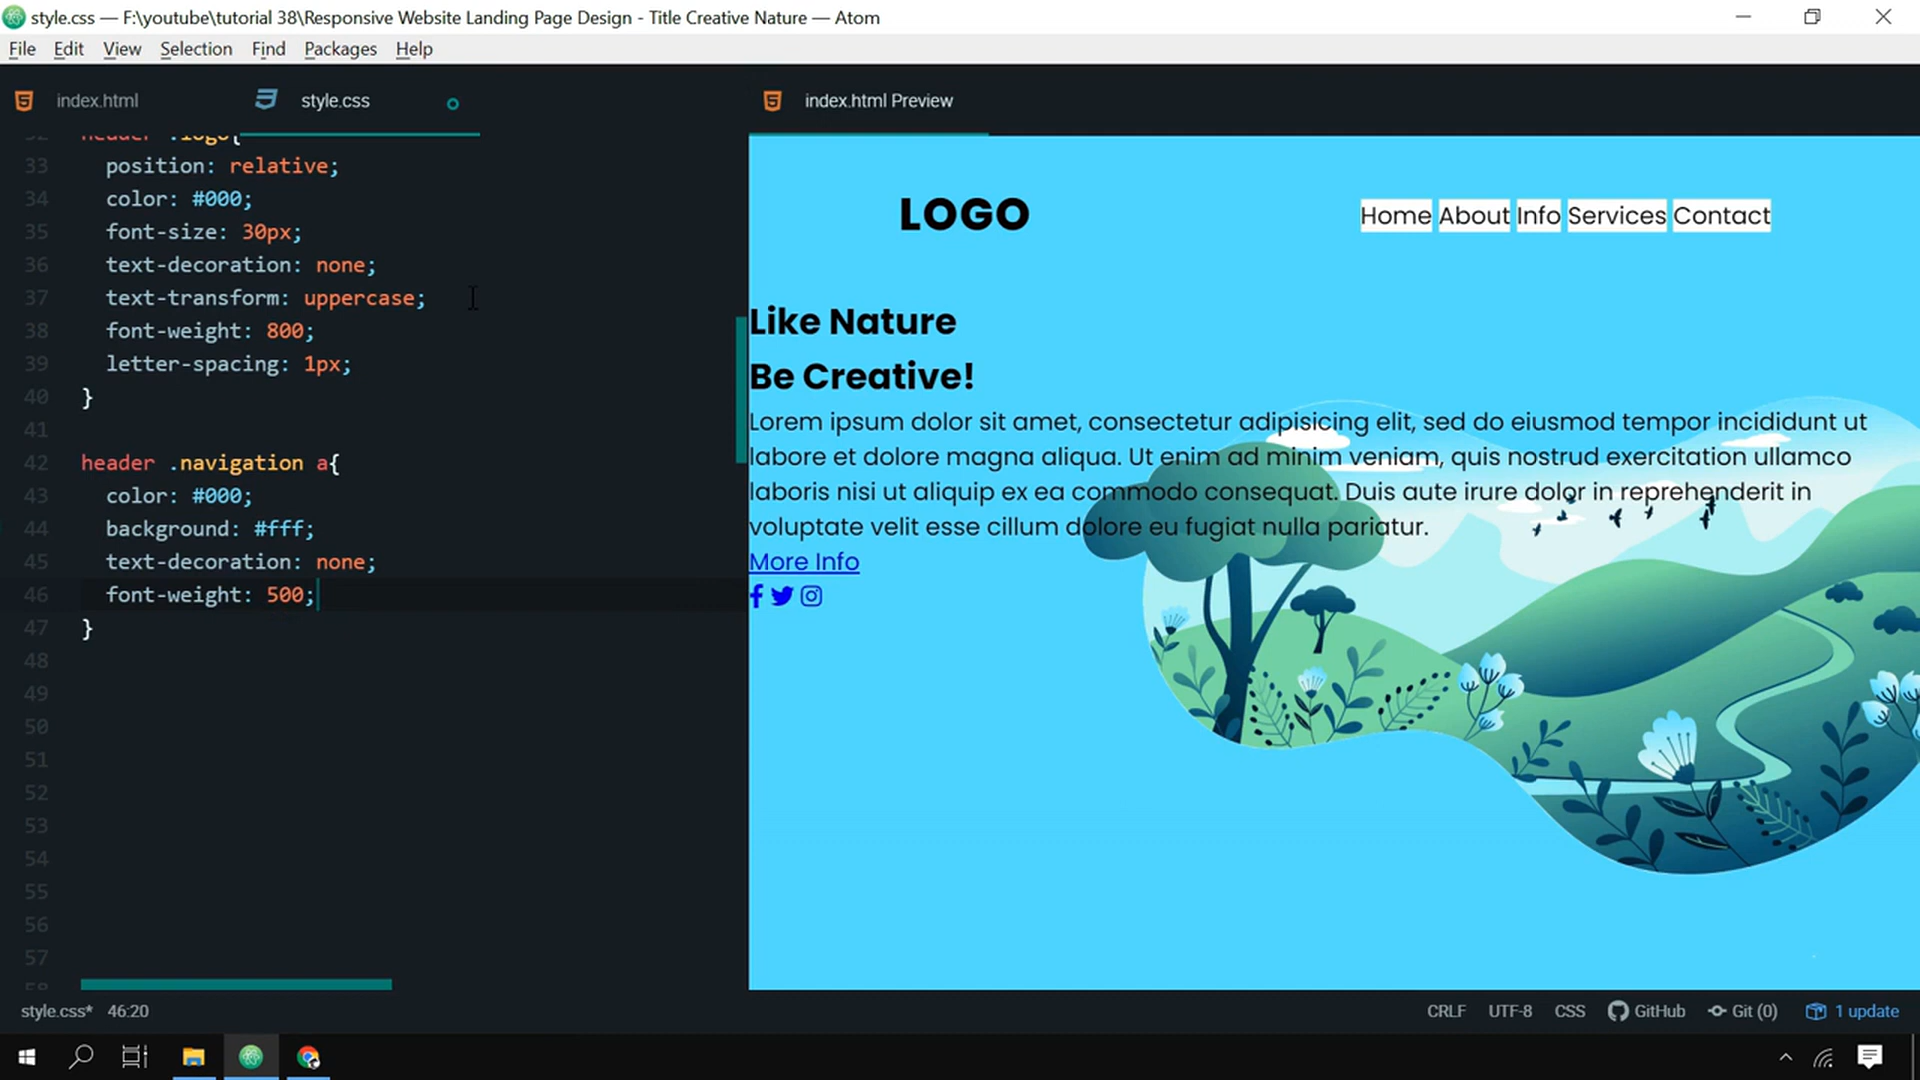 style.css — F:\youtube\tutorial 38\Responsive Website Landing Page Design - Title Creative Nature — Atom
File Edit View Selection Find Packages Help
index.html style.css index.html Preview
32 header .logo{
33 position: relative;
34 color: #000;
35 font-size: 30px;
36 text-decoration: none;
37 text-transform: uppercase;
38 font-weight: 800;
39 letter-spacing: 1px;
40 }
41
42 header .navigation a{
43 color: #000;
44 background: #fff;
45 text-decoration: none;
46 font-weight: 500;
47 }
48
49
50
51
52
53
54
55
56
57
58
LOGO Home About Info Services Contact
Like Nature
Be Creative!
Lorem ipsum dolor sit amet, consectetur adipisicing elit, sed do eiusmod tempor incididunt ut
labore et dolore magna aliqua. Ut enim ad minim veniam, quis nostrud exercitation ullamco
laboris nisi ut aliquip ex ea commodo consequat. Duis aute irure dolor in reprehenderit in
voluptate velit esse cillum dolore eu fugiat nulla pariatur.
More Info
style.css* 46:20 CRLF UTF-8 CSS GitHub Git (0) 1 update